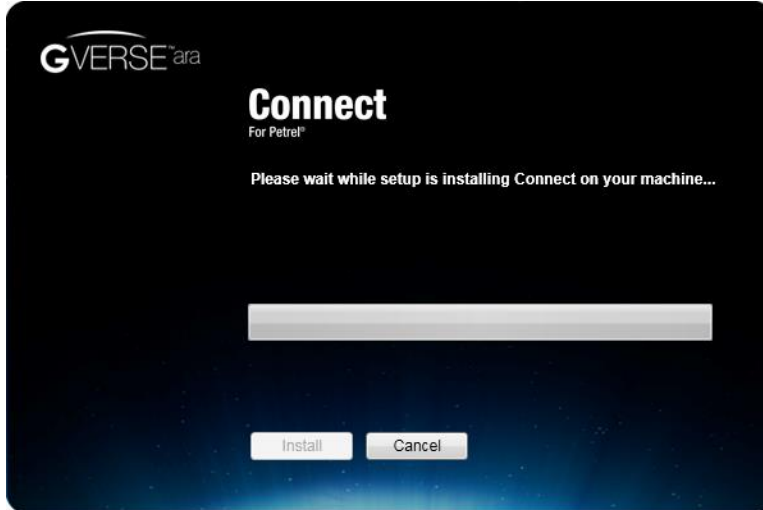 GVERSE™ara
Connect
For Petrel®
Please wait while setup is installing Connect on your machine...
Install
Cancel